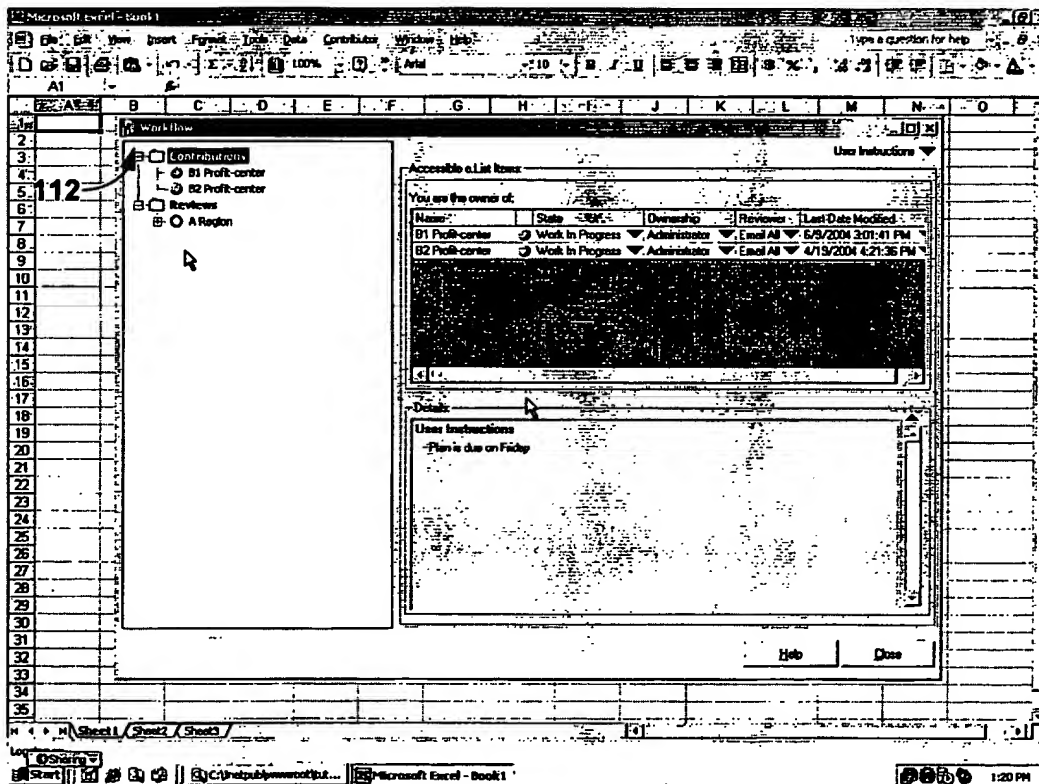 Microsoft Excel - Book1
File Edit View Insert Format Tools Data Contributor Window Help
Type a question for help
100% Arial 10
A1
A B C D E F G H I J K L M N O
1
2
3
4
5
6
7
8
9
10
11
12
13
14
15
16
17
18
19
20
21
22
23
24
25
26
27
28
29
30
31
32
33
34
35
Workflow
User Instructions
112
Contributions
B1 Profit-center
B2 Profit-center
Reviews
A Region
Accessible e.List Items:
You are the owner of:
Name State Ownership Reviewer Last Date Modified
B1 Profit-center Work In Progress Administrator Email All 6/9/2004 3:01:41 PM
B2 Profit-center Work In Progress Administrator Email All 4/19/2004 4:21:36 PM
Details:
User Instructions
Plan is due on Friday
Help Close
Sheet1 Sheet2 Sheet3
Sharing
Start Microsoft Excel - Book1 1:20 PM